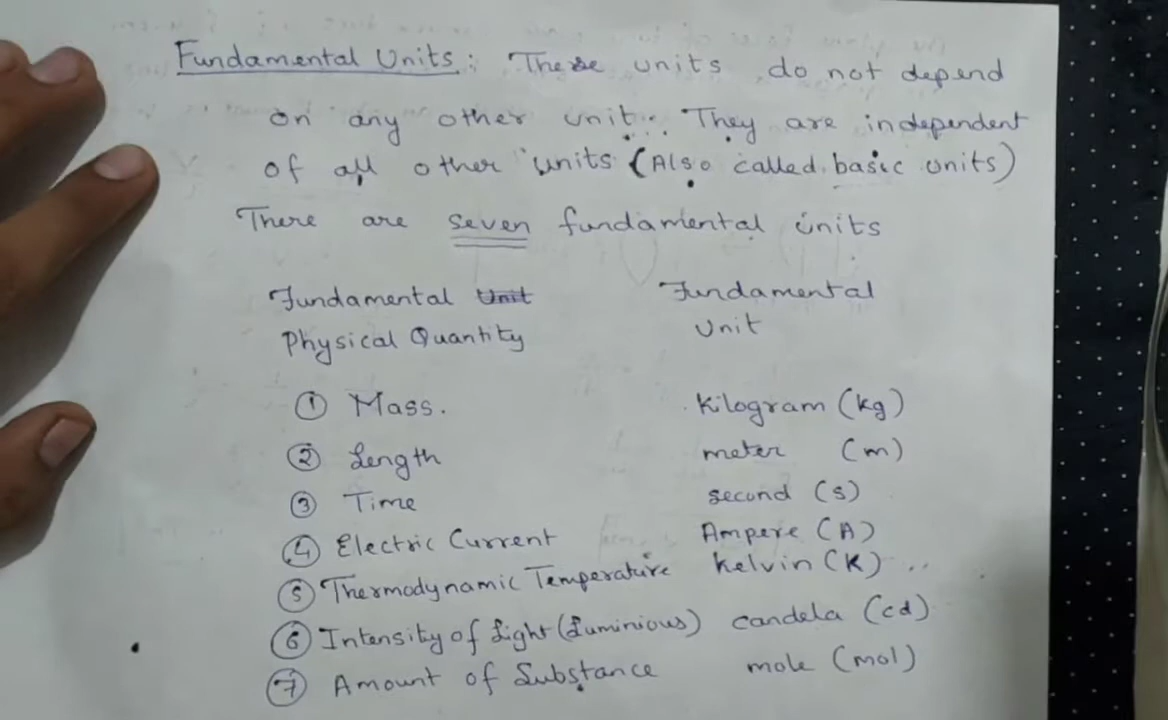 Fundamental Units: These units do not depend
on any other unit. They are independent
of all other units (Also called basic units)
There are seven fundamental units
Fundamental Unit Fundamental
Physical Quantity Unit
① Mass. Kilogram (kg)
② Length meter (m)
③ Time second (s)
④ Electric Current Ampere (A)
⑤ Thermodynamic Temperature Kelvin (K)
⑥ Intensity of Light (Luminious) candela (cd)
⑦ Amount of Substance mole (mol)